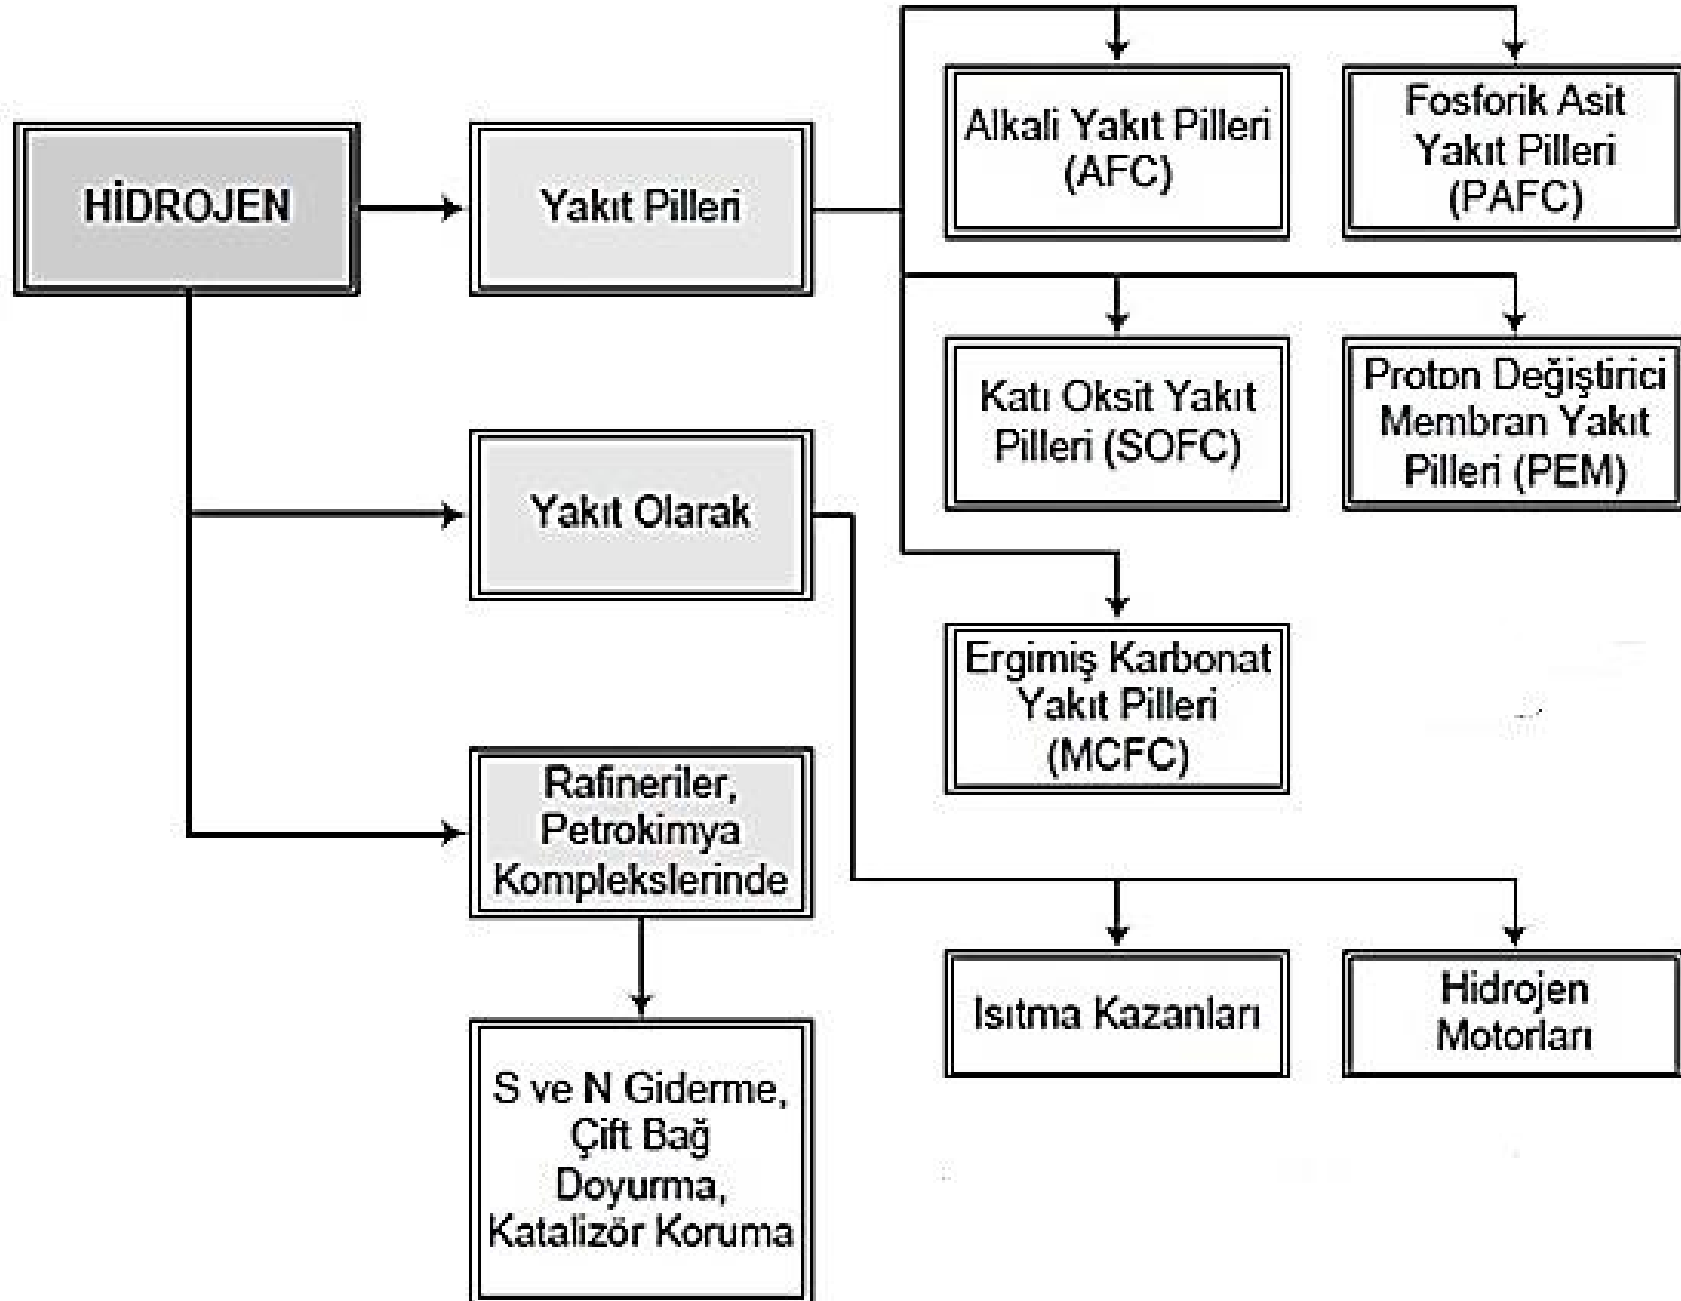 HİDROJEN
Yakıt Pilleri
Alkali Yakıt Pilleri
(AFC)
Fosforik Asit
Yakıt Pilleri
(PAFC)
Katı Oksit Yakıt
Pilleri (SOFC)
Proton Değiştirici
Membran Yakıt
Pilleri (PEM)
Ergimiş Karbonat
Yakıt Pilleri
(MCFC)
Yakıt Olarak
Isıtma Kazanları
Hidrojen
Motorları
Rafineriler,
Petrokimya
Komplekslerinde
S ve N Giderme,
Çift Bağ
Doyurma,
Katalizör Koruma